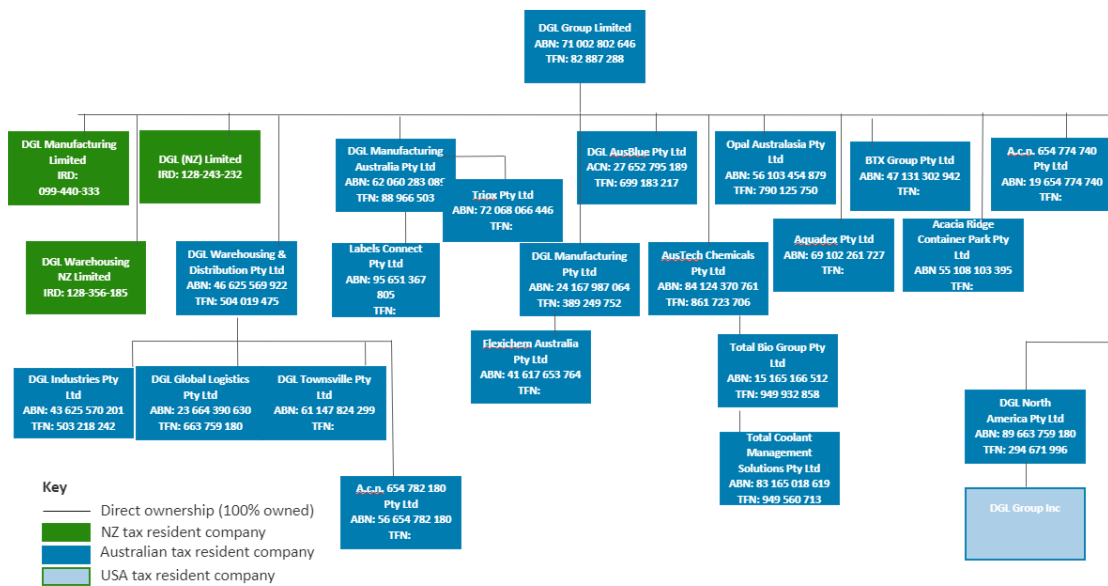 DGL Group Limited
ABN: 71 002 802 646
TFN: 82 887 288
DGL Manufacturing
Limited
IRD:
099-440-333
DGL (NZ) Limited
IRD: 128-243-232
DGL Manufacturing
Australia Pty Ltd
ABN: 62 060 283 089
TFN: 88 966 503
Triox Pty Ltd
ABN: 72 068 066 446
TFN:
DGL AusBlue Pty Ltd
ACN: 27 652 795 189
TFN: 699 183 217
Opal Australasia Pty
Ltd
ABN: 56 103 454 879
TFN: 790 125 750
BTX Group Pty Ltd
ABN: 47 131 302 942
TFN:
A.c.n. 654 774 740
Pty Ltd
ABN: 19 654 774 740
TFN:
DGL Warehousing
NZ Limited
IRD: 128-356-185
DGL Warehousing &
Distribution Pty Ltd
ABN: 46 625 569 922
TFN: 504 019 475
Labels Connect
Pty Ltd
ABN: 95 651 367
805
TFN:
DGL Manufacturing
Pty Ltd
ABN: 24 167 987 064
TFN: 389 249 752
AusTech Chemicals
Pty Ltd
ABN: 84 124 370 761
TFN: 861 723 706
Aquadex Pty Ltd
ABN: 69 102 261 727
TFN:
Acacia Ridge
Container Park Pty
Ltd
ABN 55 108 103 395
DGL Industries Pty
Ltd
ABN: 43 625 570 201
TFN: 503 218 242
DGL Global Logistics
Pty Ltd
ABN: 23 664 390 630
TFN: 663 759 180
DGL Townsville Pty
Ltd
ABN: 61 147 824 299
TFN:
Flexichem Australia
Pty Ltd
ABN: 41 617 653 764
TFN:
Total Bio Group Pty
Ltd
ABN: 15 165 166 512
TFN: 949 932 858
DGL North
America Pty Ltd
ABN: 89 663 759 180
TFN: 294 671 996
Total Coolant
Management
Solutions Pty Ltd
ABN: 83 165 018 619
TFN: 949 560 713
A.c.n. 654 782 180
Pty Ltd
ABN: 56 654 782 180
TFN:
DGL Group Inc
Key
Direct ownership (100% owned)
NZ tax resident company
Australian tax resident company
USA tax resident company